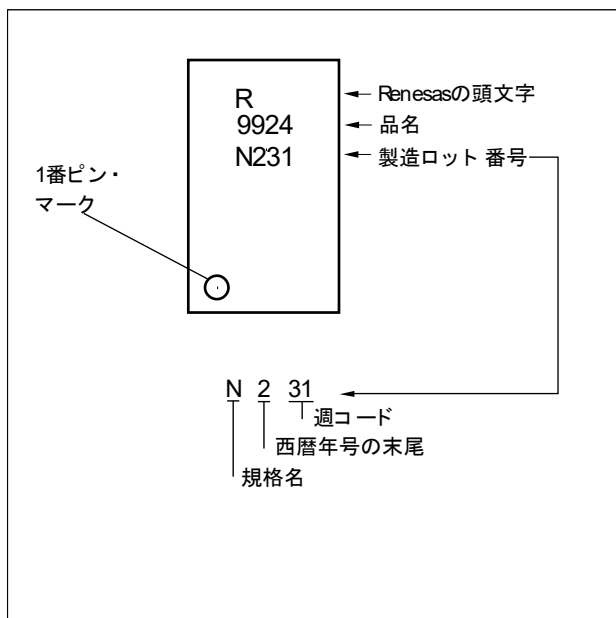 R
9924
N231
Renesasの頭文字
品名
製造ロット 番号
1番ピン・
マーク
N 2 31
週コード
西暦年号の末尾
規格名